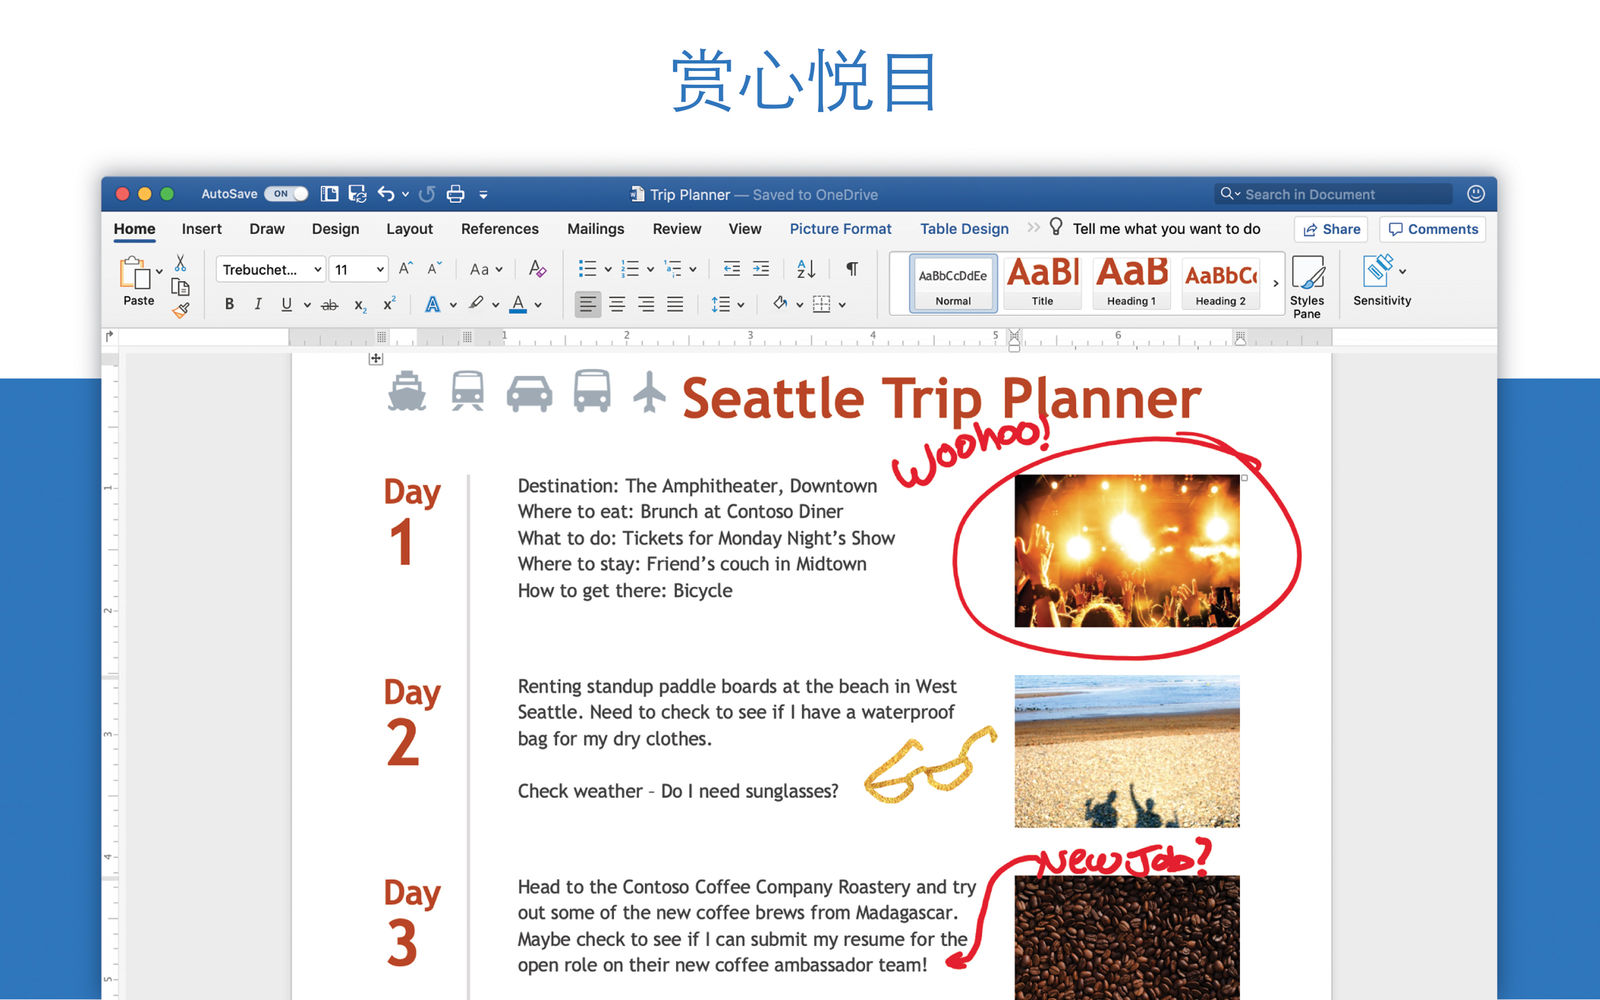 赏心悦目
AutoSave ON
Trip Planner — Saved to OneDrive
Search in Document
Home Insert Draw Design Layout References Mailings Review View Picture Format Table Design Tell me what you want to do Share Comments
Paste
Trebuchet... 11
AaBbCcDdEe AaBl AaB AaBbCc
Normal Title Heading 1 Heading 2
Styles Pane
Sensitivity
1 2 3 4 5 6
Seattle Trip Planner
Woohoo!
Day 1
Destination: The Amphitheater, Downtown
Where to eat: Brunch at Contoso Diner
What to do: Tickets for Monday Night's Show
Where to stay: Friend's couch in Midtown
How to get there: Bicycle
Day 2
Renting standup paddle boards at the beach in West
Seattle. Need to check to see if I have a waterproof
bag for my dry clothes.
Check weather – Do I need sunglasses?
New Job?
Day 3
Head to the Contoso Coffee Company Roastery and try
out some of the new coffee brews from Madagascar.
Maybe check to see if I can submit my resume for the
open role on their new coffee ambassador team!